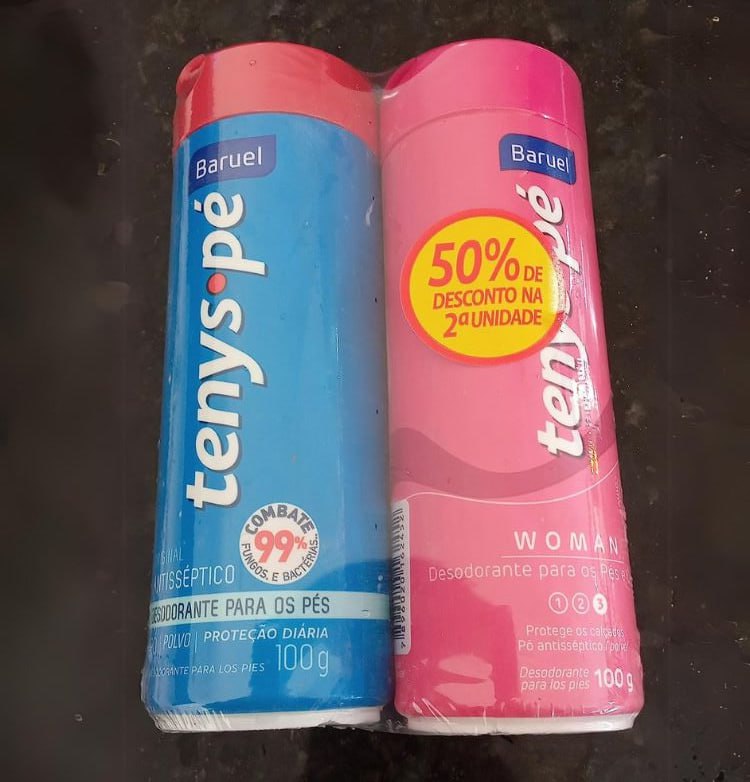 Baruel
tenys•pé
COMBATE
99%
FUNGOS E BACTÉRIAS
ANTISSÉPTICO
DESODORANTE PARA OS PÉS
PÓ | POLVO | PROTEÇÃO DIÁRIA
DESODORANTE PARA LOS PIES 100g
Baruel
tenys pé
50% DE
DESCONTO NA
2ª UNIDADE
WOMAN
Desodorante para os Pés
1 2 3
Protege os calçados
Pó antisséptico /
Desodorante
para los pies 100g